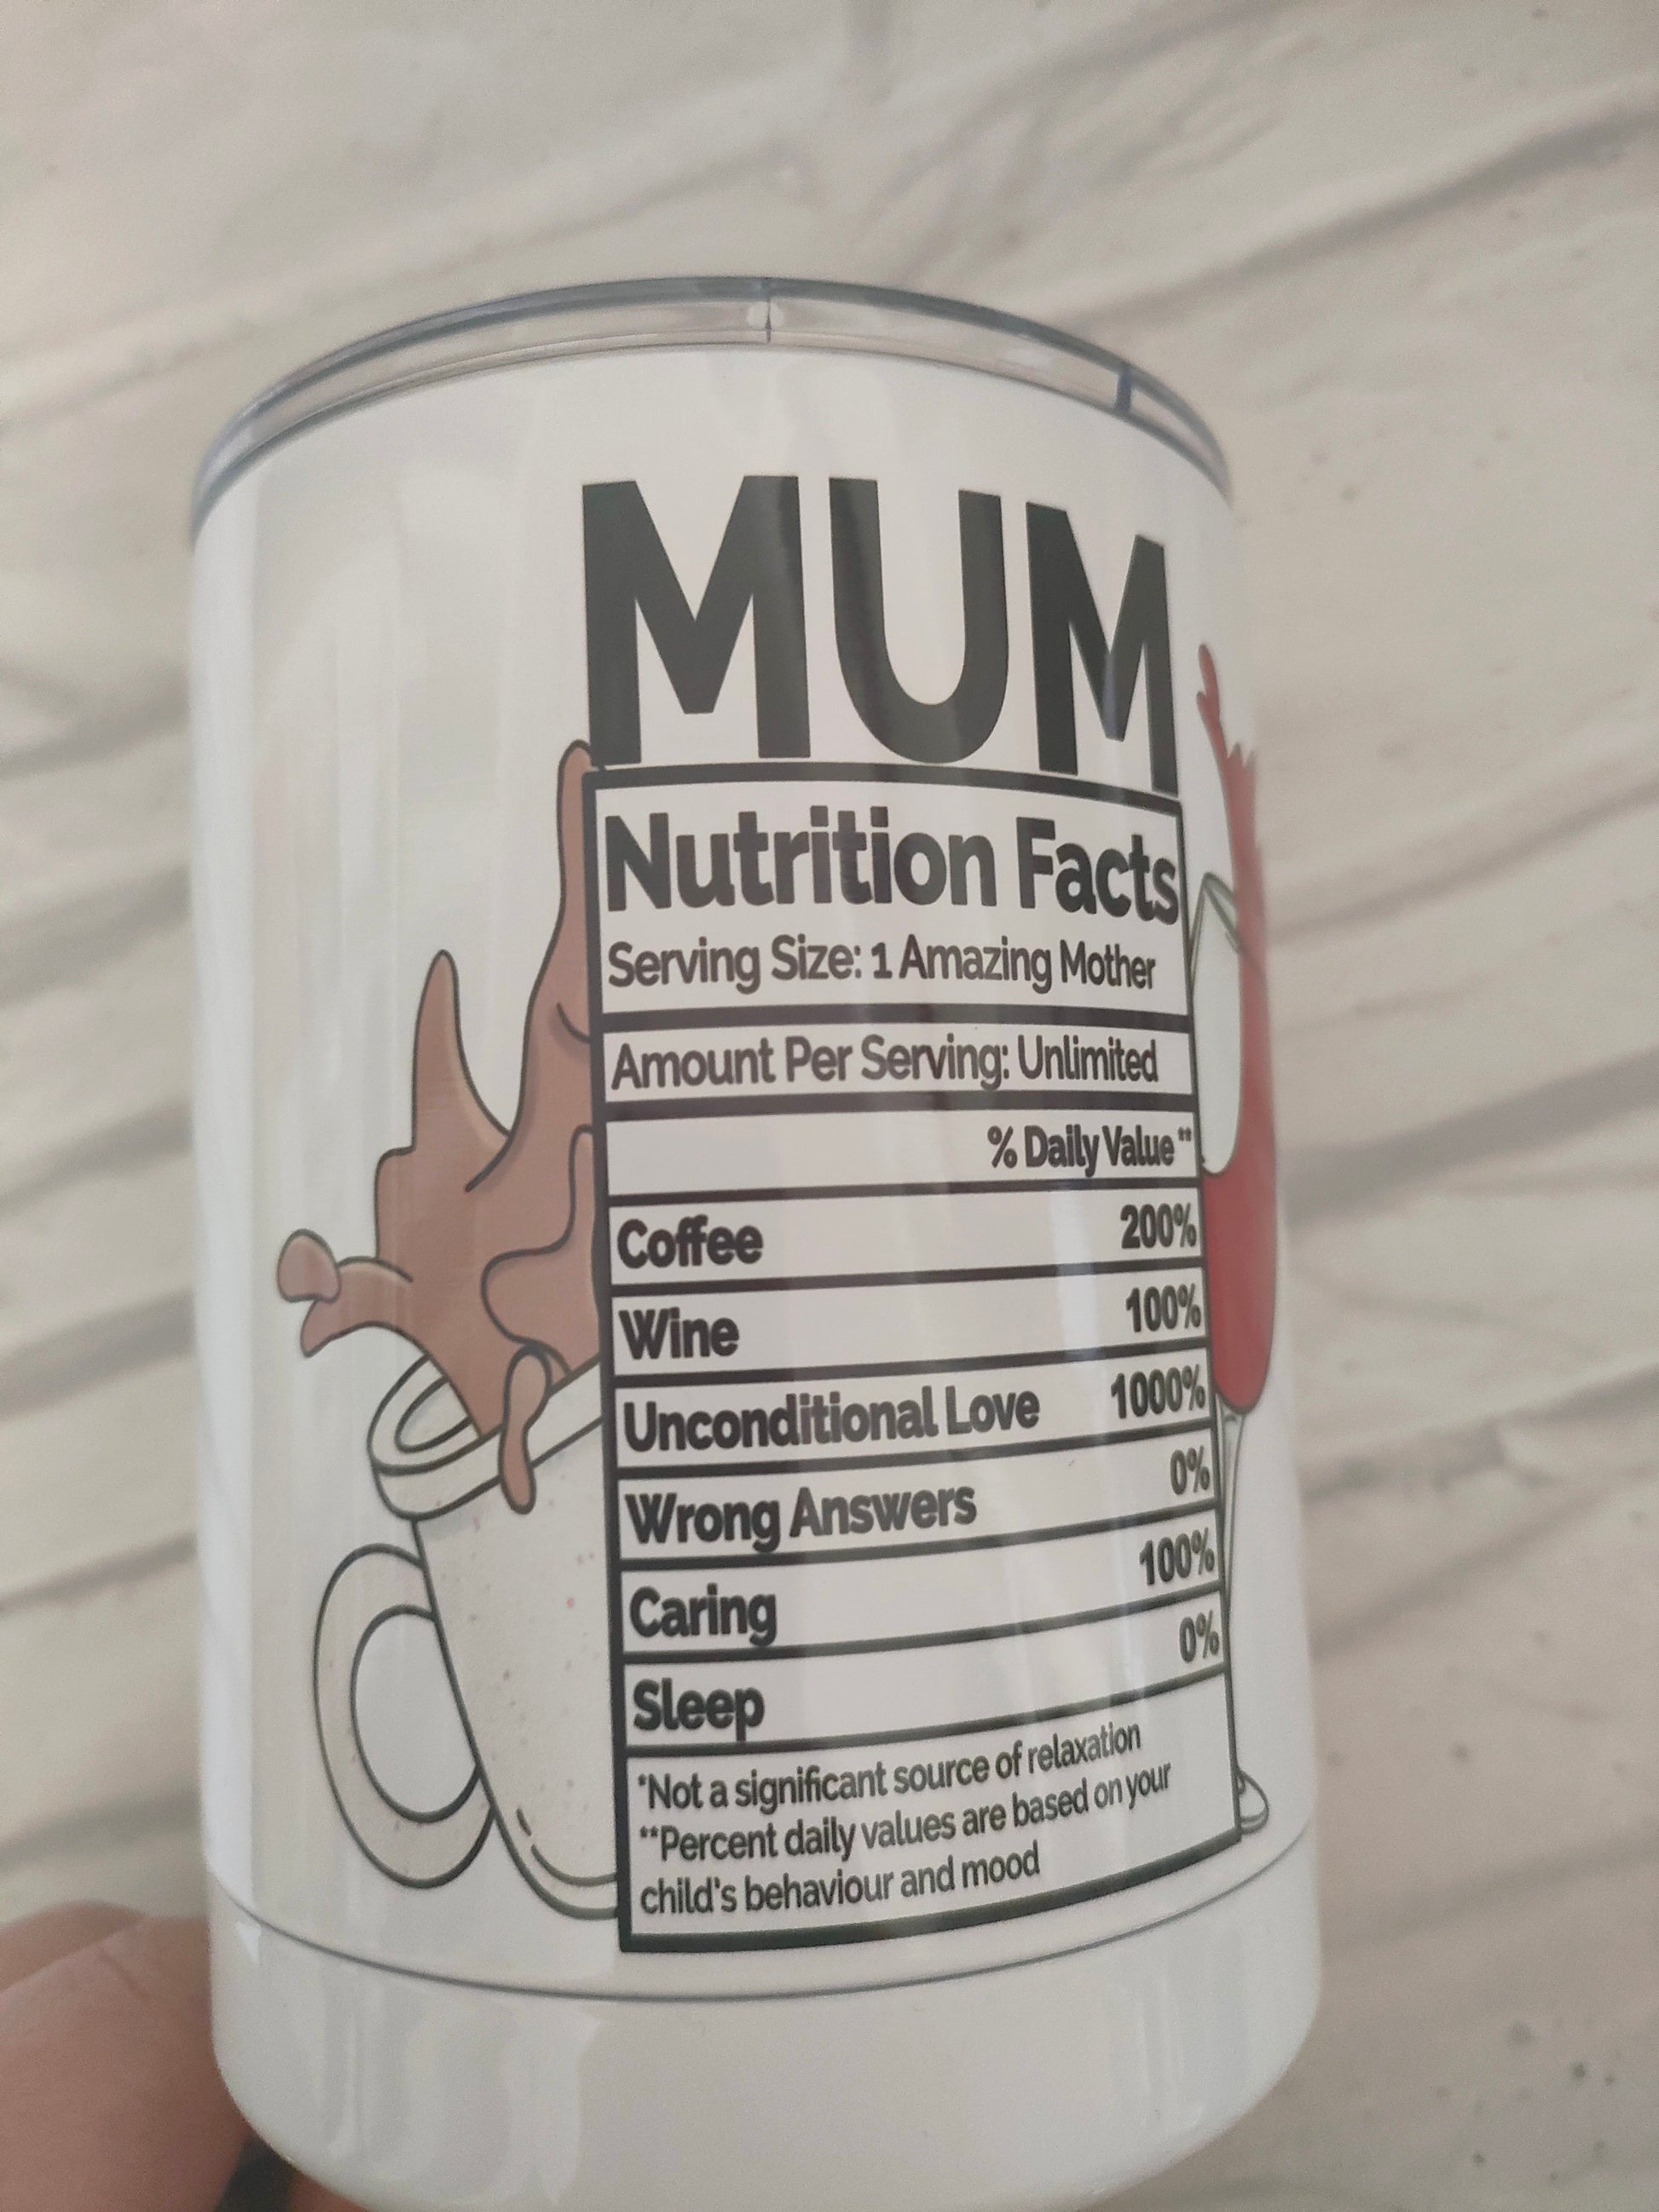 MUM
Nutrition Facts
Serving Size: 1 Amazing Mother
Amount Per Serving: Unlimited
% Daily Value**
Coffee 200%
Wine 100%
Unconditional Love 1000%
Wrong Answers 0%
Caring 100%
Sleep 0%
*Not a significant source of relaxation
**Percent daily values are based on your
child's behaviour and mood